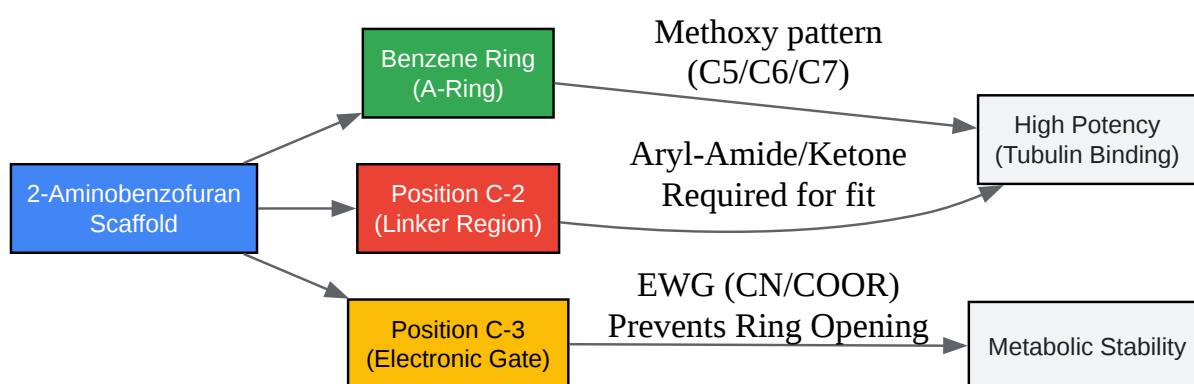 Benzene Ring
(A-Ring)
Methoxy pattern
(C5/C6/C7)
High Potency
(Tubulin Binding)
2-Aminobenzofuran
Scaffold
Position C-2
(Linker Region)
Aryl-Amide/Ketone
Required for fit
Position C-3
(Electronic Gate)
EWG (CN/COOR)
Prevents Ring Opening
Metabolic Stability